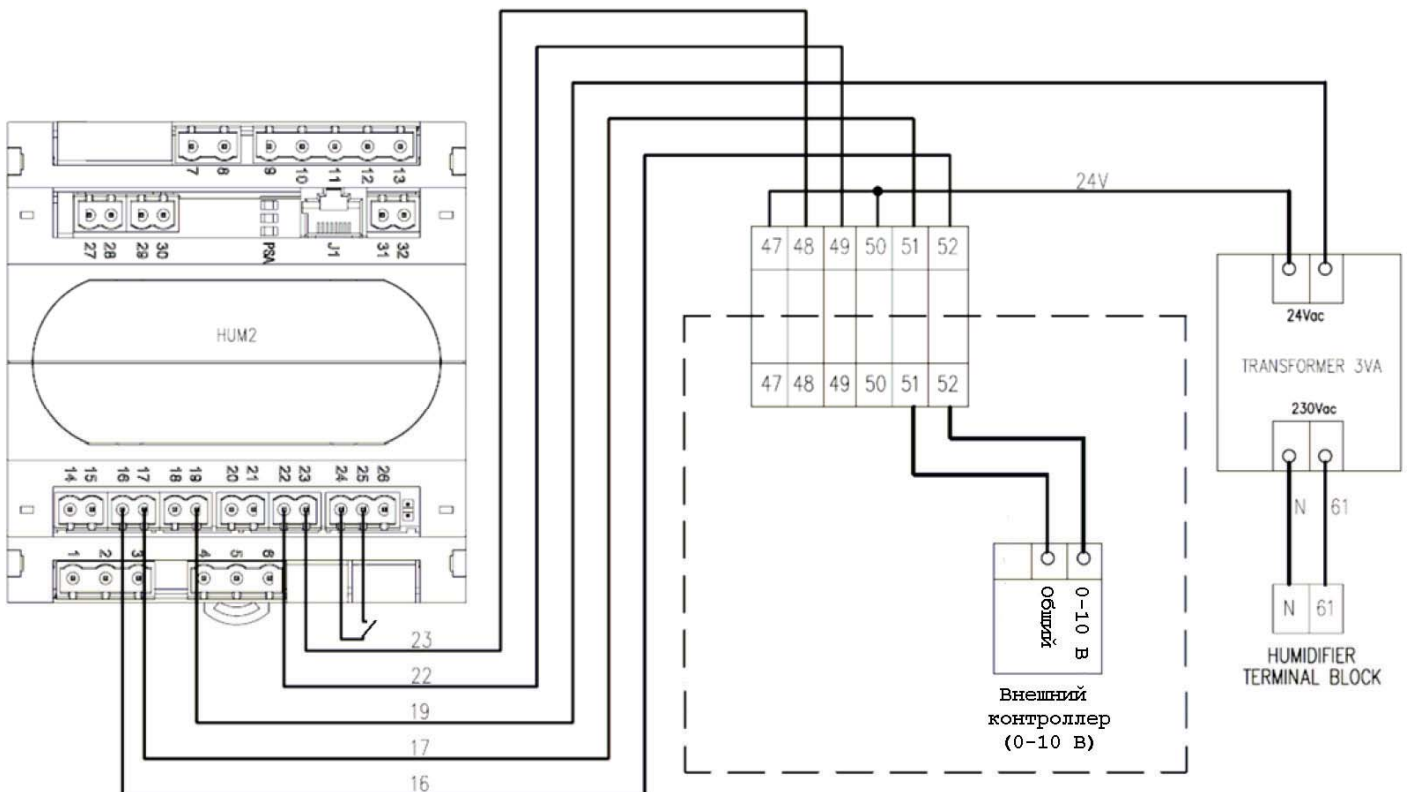 7 8 9 10 11 12 13
24V
27 28 29 30 PSA J1 31 32
47 48 49 50 51 52
24Vac
HUM2
TRANSFORMER 3VA
47 48 49 50 51 52
230Vac
14 15 16 17 18 19 20 21 22 23 24 25 26
N 61
1 2 3 4 5 6
Общий
0-10 В
N 61
HUMIDIFIER
TERMINAL BLOCK
Внешний
контроллер
(0-10 В)
23
22
19
17
16